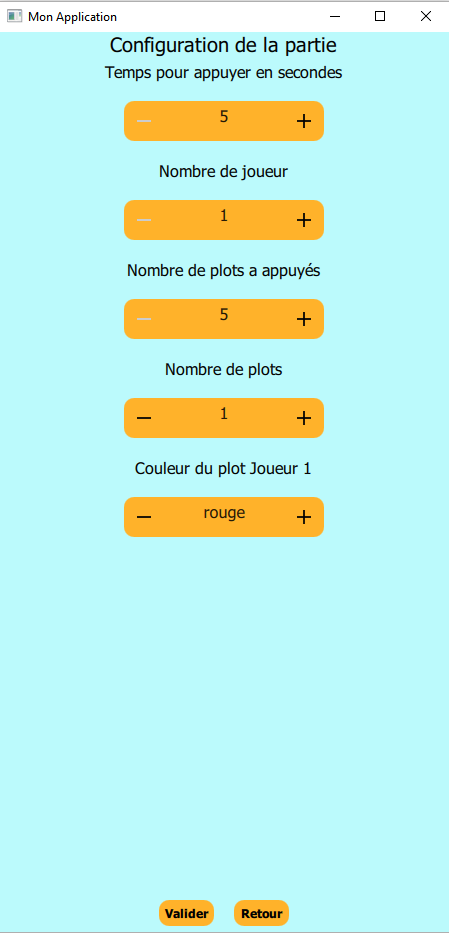 Mon Application
Configuration de la partie
Temps pour appuyer en secondes
5
Nombre de joueur
1
Nombre de plots a appuyés
5
Nombre de plots
1
Couleur du plot Joueur 1
rouge
Valider Retour